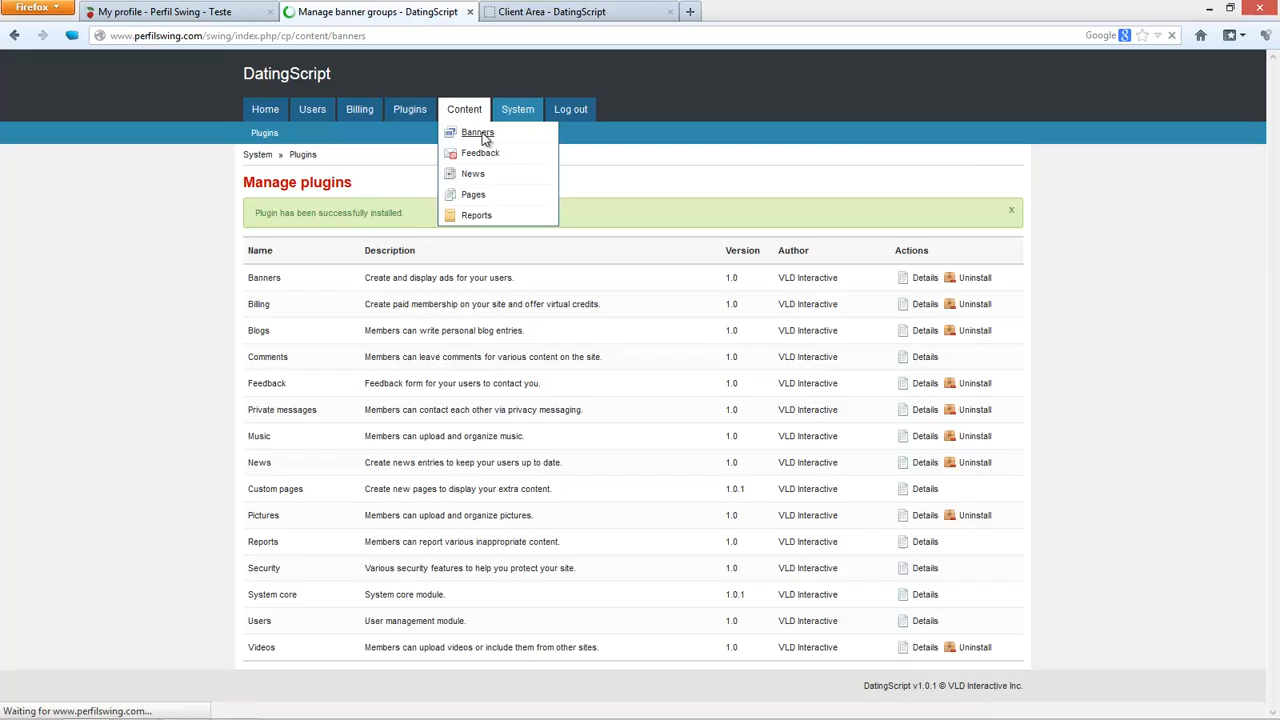 Firefox
My profile - Perfil Swing - Teste
Manage banner groups - DatingScript
Client Area - DatingScript
www.perfilswing.com/swing/index.php/cp/content/banners
Google
DatingScript
Home Users Billing Plugins Content System Log out
Plugins
Banners
Feedback
News
Pages
Reports
System » Plugins
Manage plugins
Plugin has been successfully installed. x
Name Description Version Author Actions
Banners Create and display ads for your users. 1.0 VLD Interactive Details Uninstall
Billing Create paid membership on your site and offer virtual credits. 1.0 VLD Interactive Details Uninstall
Blogs Members can write personal blog entries. 1.0 VLD Interactive Details Uninstall
Comments Members can leave comments for various content on the site. 1.0 VLD Interactive Details
Feedback Feedback form for your users to contact you. 1.0 VLD Interactive Details Uninstall
Private messages Members can contact each other via privacy messaging. 1.0 VLD Interactive Details Uninstall
Music Members can upload and organize music. 1.0 VLD Interactive Details Uninstall
News Create news entries to keep your users up to date. 1.0 VLD Interactive Details Uninstall
Custom pages Create new pages to display your extra content. 1.0.1 VLD Interactive Details
Pictures Members can upload and organize pictures. 1.0 VLD Interactive Details Uninstall
Reports Members can report various inappropriate content. 1.0 VLD Interactive Details
Security Various security features to help you protect your site. 1.0 VLD Interactive Details
System core System core module. 1.0.1 VLD Interactive Details
Users User management module. 1.0 VLD Interactive Details
Videos Members can upload videos or include them from other sites. 1.0 VLD Interactive Details Uninstall
DatingScript v1.0.1 © VLD Interactive Inc.
Waiting for www.perfilswing.com...